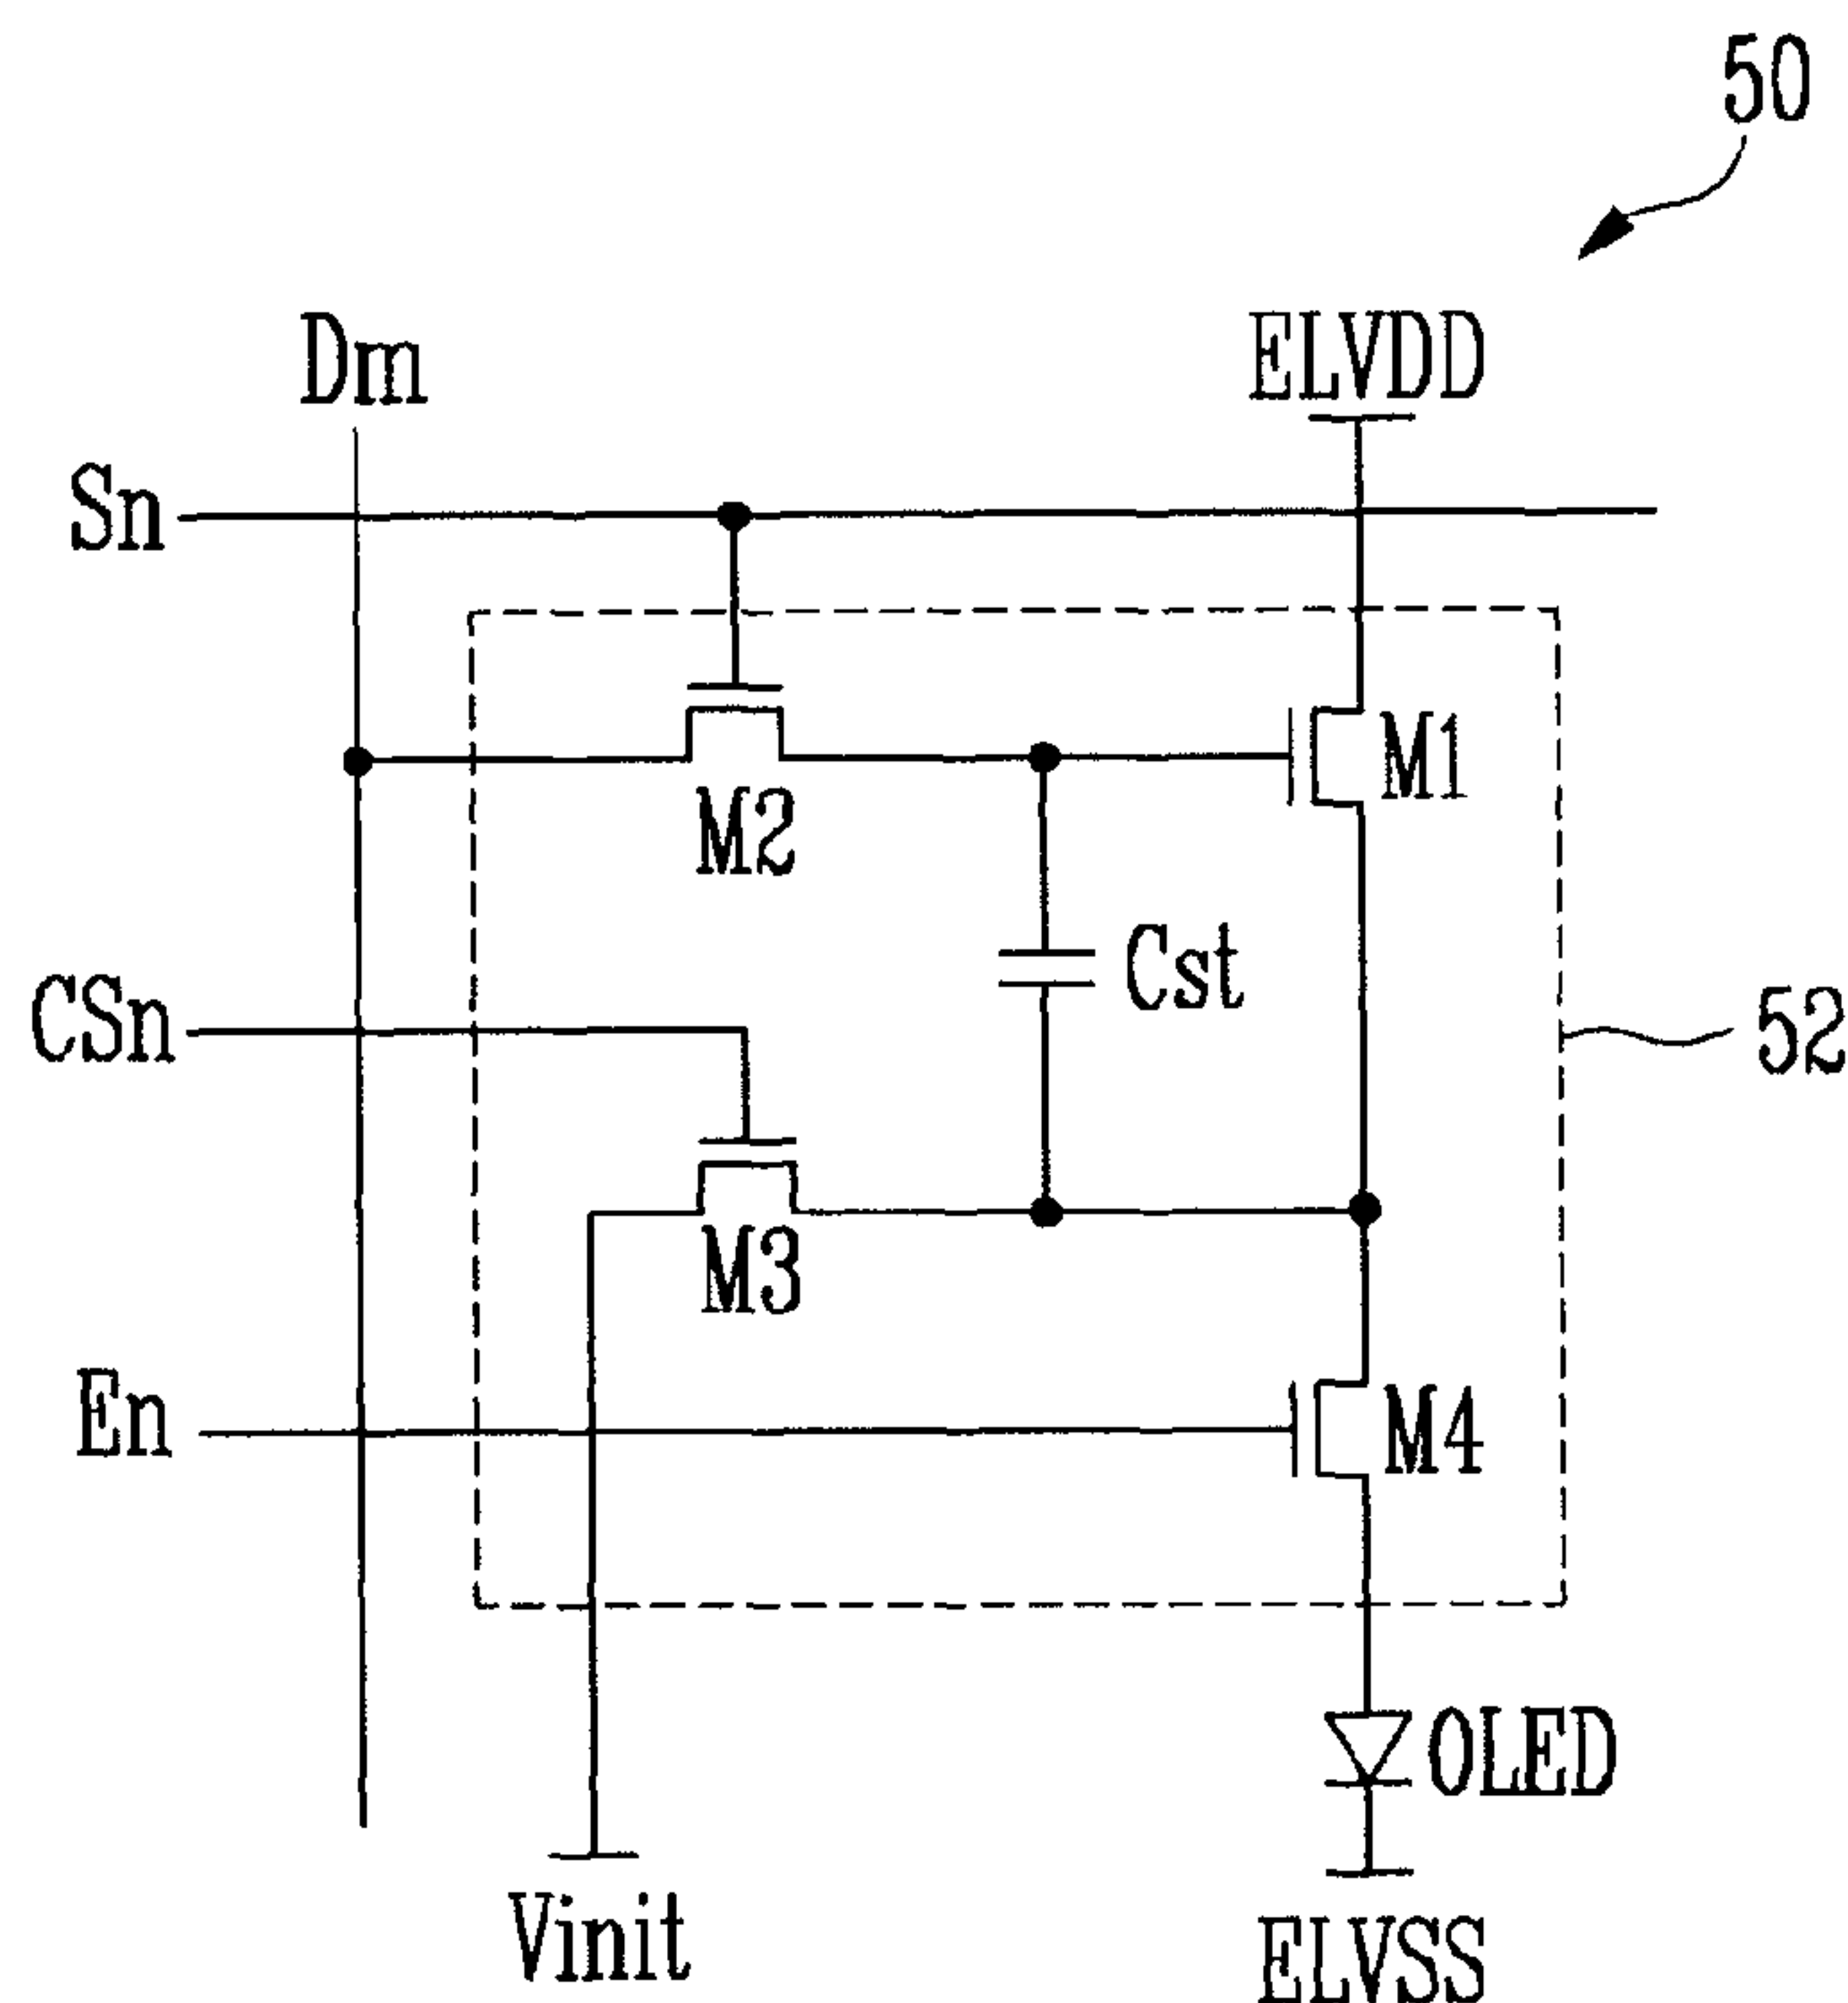 50
Dm
ELVDD
Sn
M1
M2
Cst
CSn
52
M3
En
M4
OLED
Vinit
ELVSS